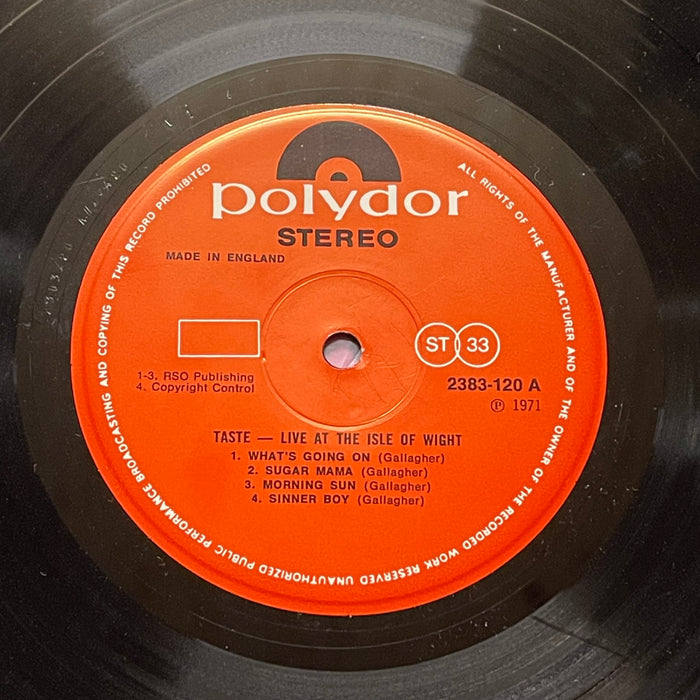 polydor
STEREO
MADE IN ENGLAND
ST 33
1-3. RSO Publishing
4. Copyright Control
2383-120 A
Ⓟ 1971
TASTE — LIVE AT THE ISLE OF WIGHT
1. WHAT'S GOING ON (Gallagher)
2. SUGAR MAMA (Gallagher)
3. MORNING SUN (Gallagher)
4. SINNER BOY (Gallagher)
ALL RIGHTS OF THE MANUFACTURER AND OF THE OWNER OF THE RECORDED WORK RESERVED UNAUTHORIZED PUBLIC PERFORMANCE BROADCASTING AND COPYING OF THIS RECORD PROHIBITED